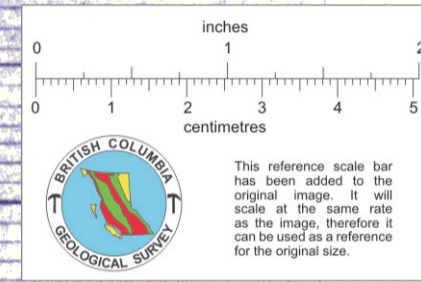 inches
0 1 2
0 1 2 3 4 5
centimetres
BRITISH COLUMBIA
GEOLOGICAL SURVEY
This reference scale bar
has been added to the
original image. It will
scale at the same rate
as the image, therefore it
can be used as a reference
for the original size.